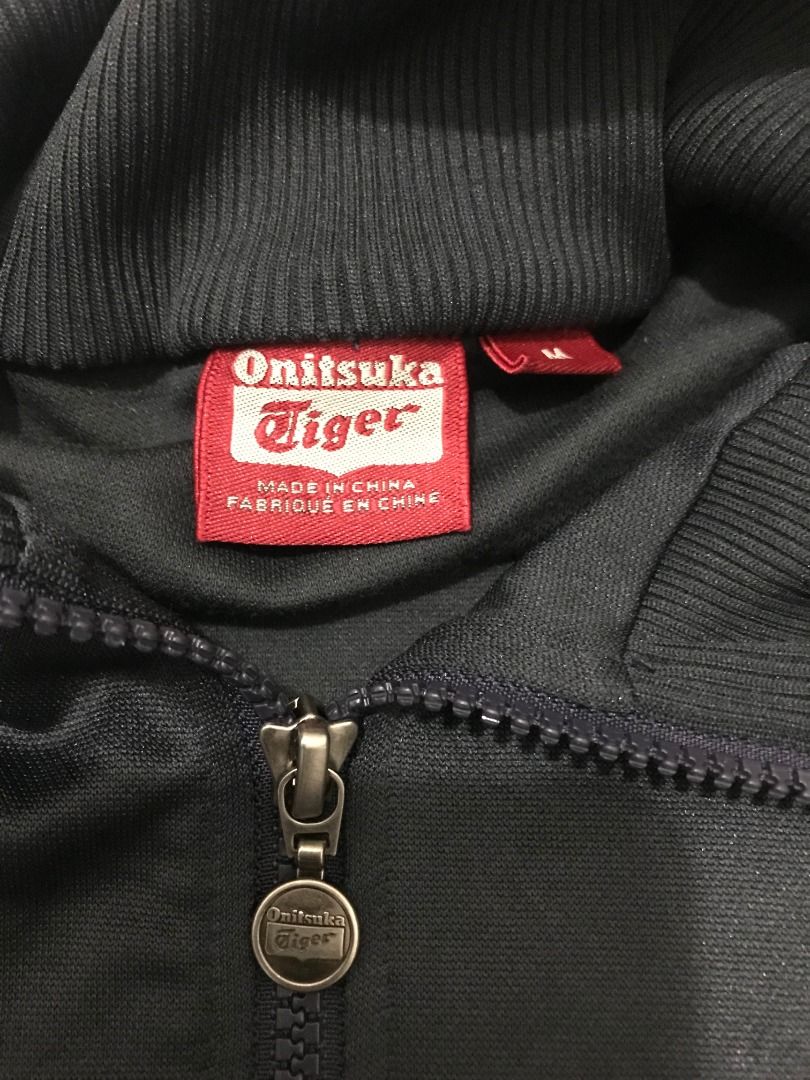 Onitsuka
Tiger
MADE IN CHINA
FABRIQUÉ EN CHINE
M
Onitsuka
Tiger